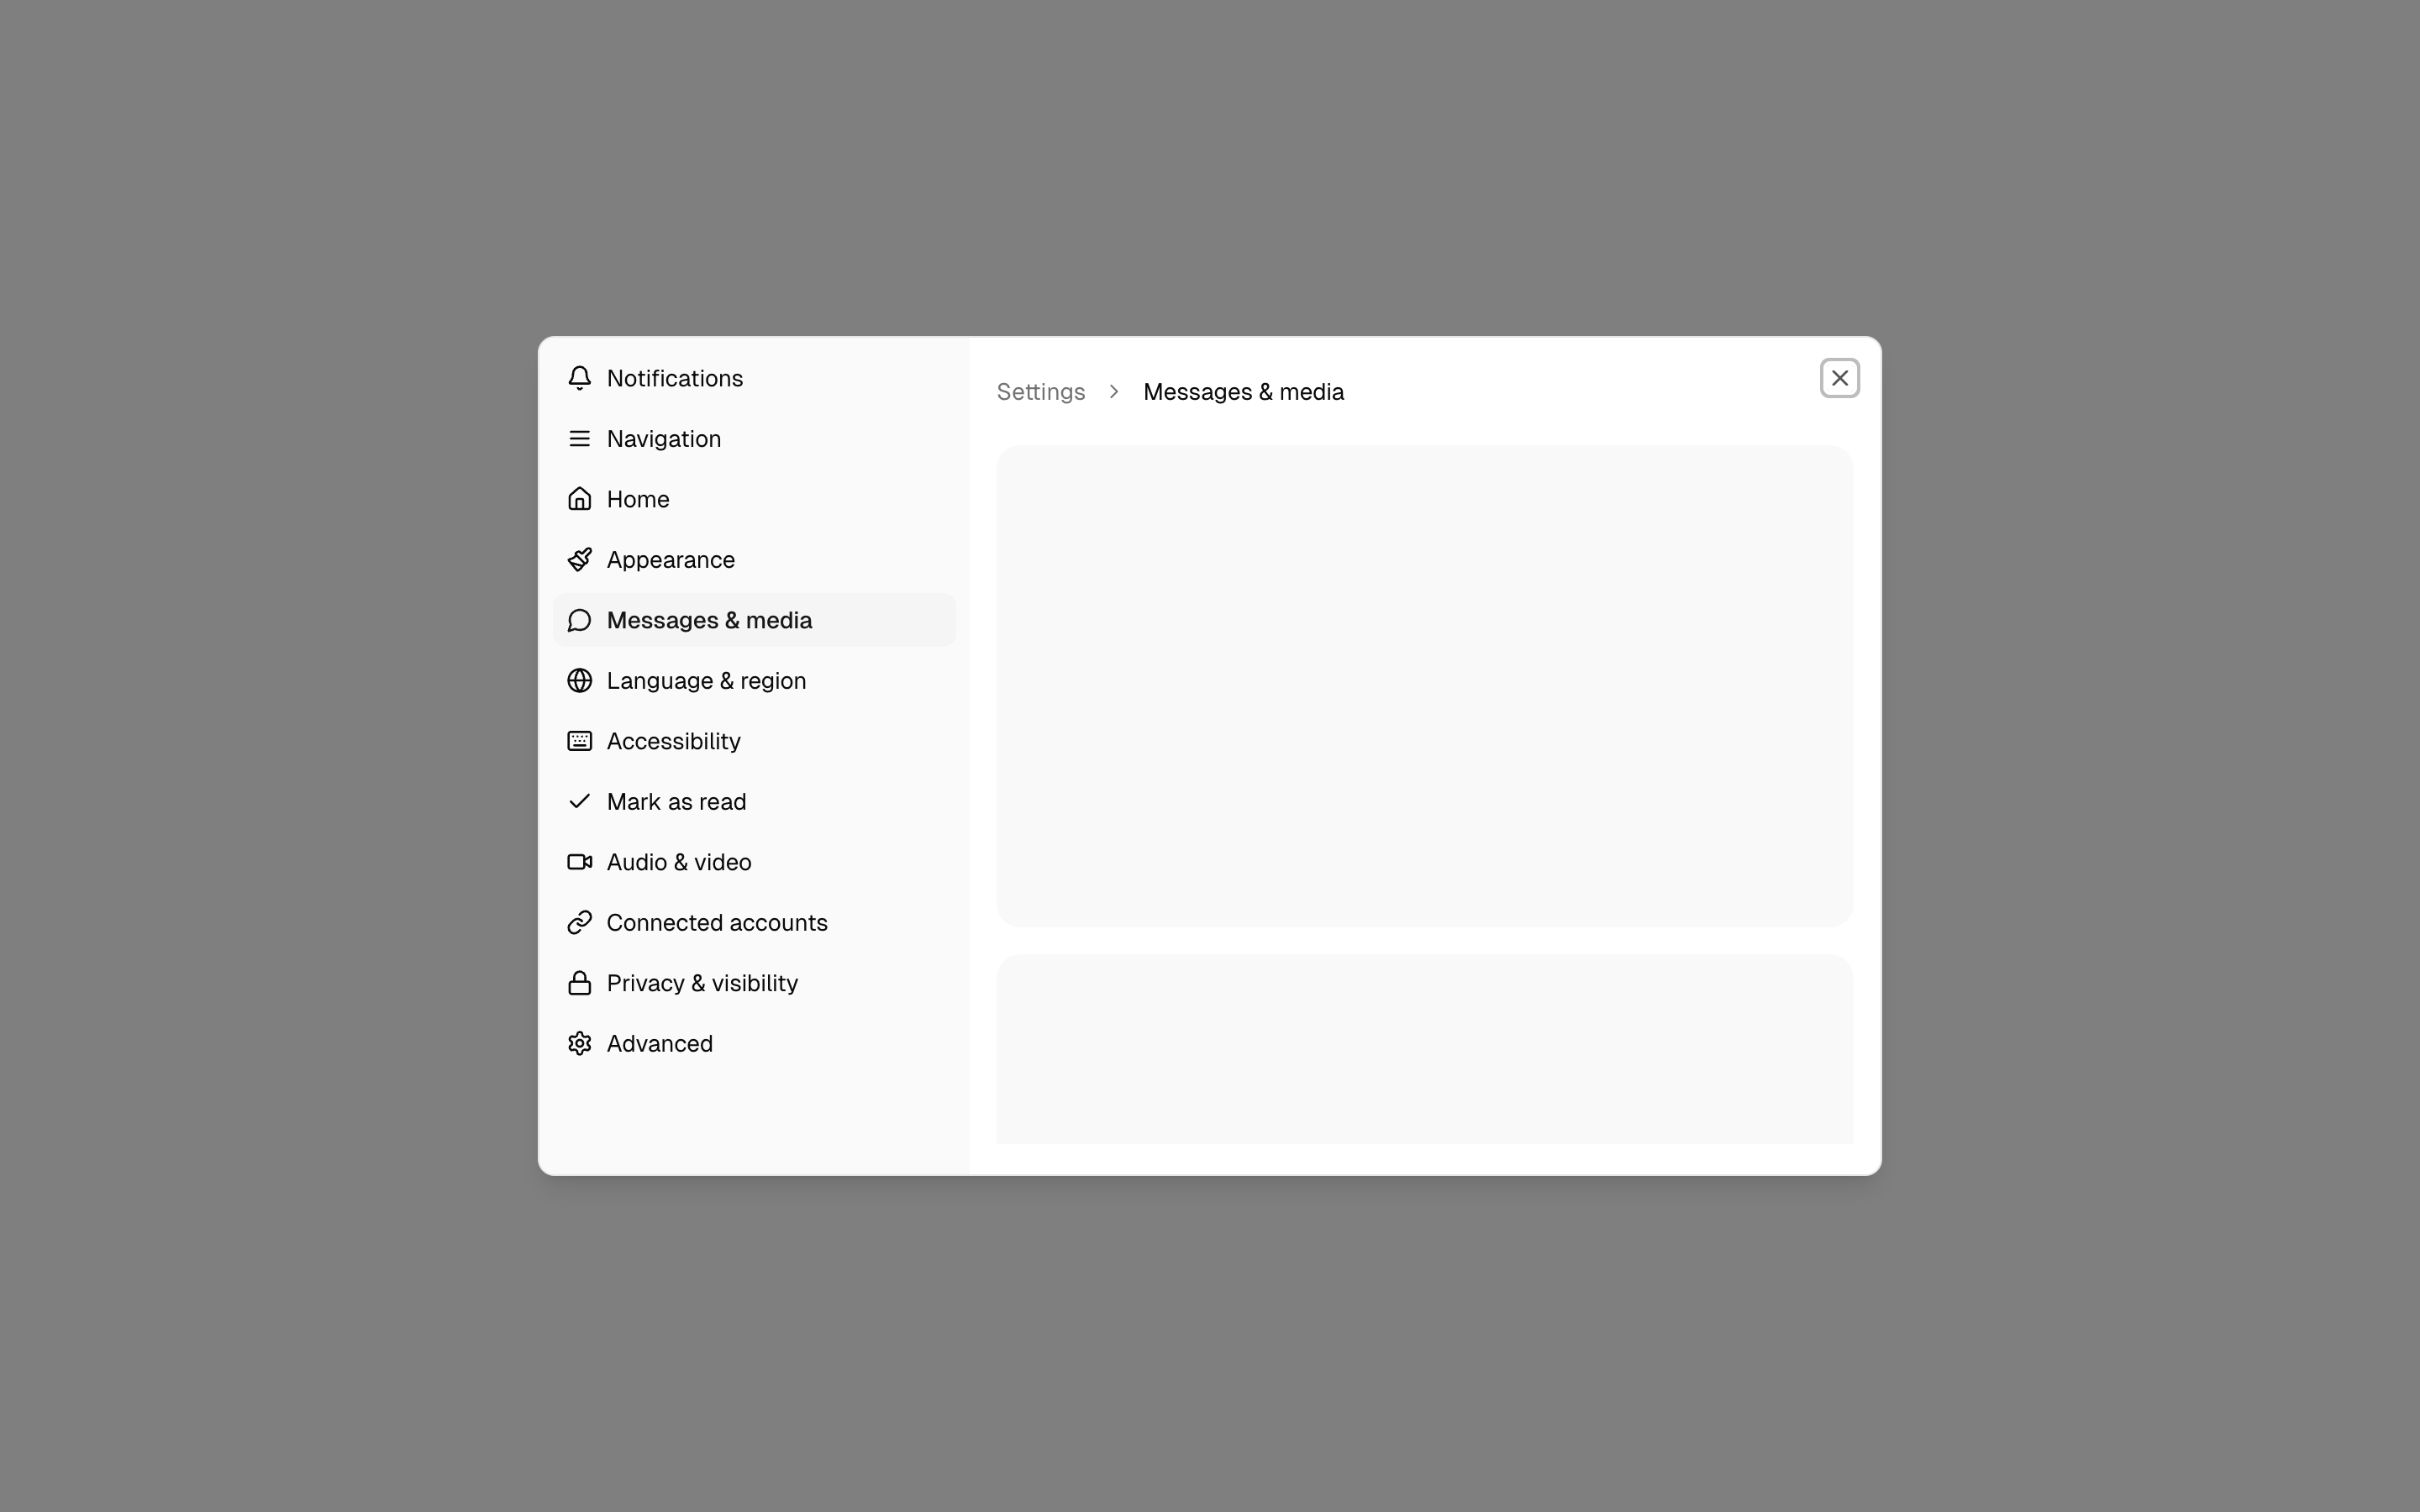 Notifications
Navigation
Home
Appearance
Messages & media
Language & region
Accessibility
Mark as read
Audio & video
Connected accounts
Privacy & visibility
Advanced
Settings
Messages & media